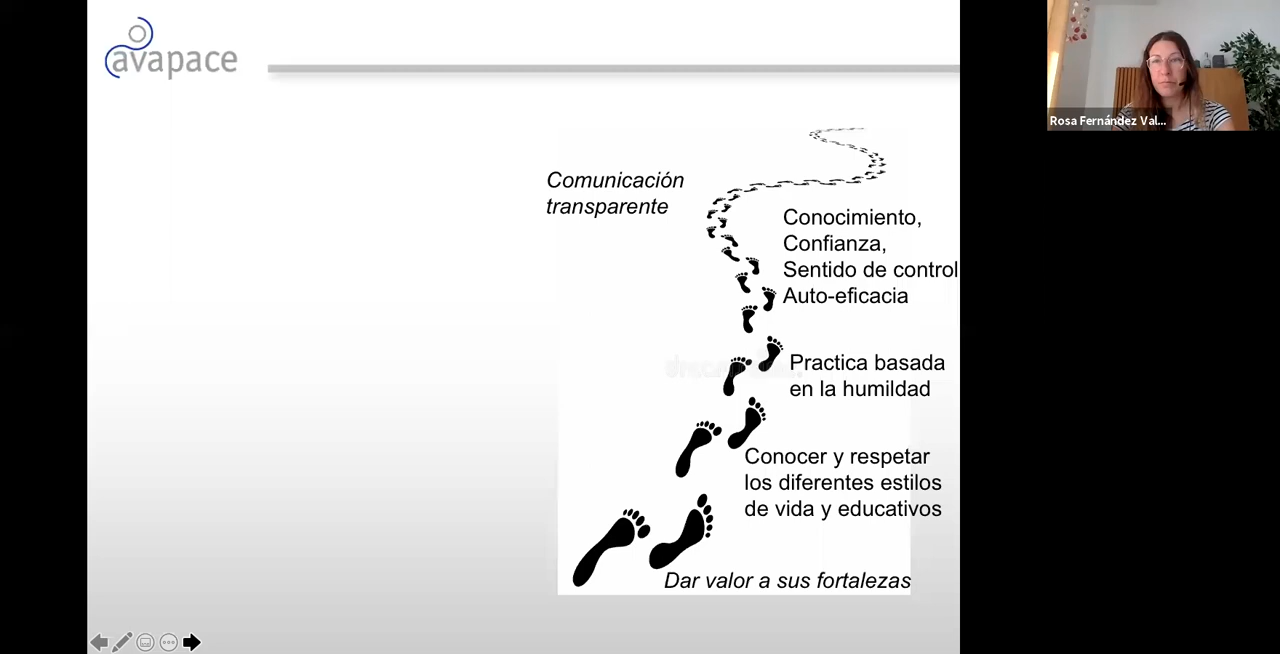 avapace
Rosa Fernández Val...
Comunicación
transparente
Conocimiento,
Confianza,
Sentido de control
Auto-eficacia
Practica basada
en la humildad
Conocer y respetar
los diferentes estilos
de vida y educativos
Dar valor a sus fortalezas